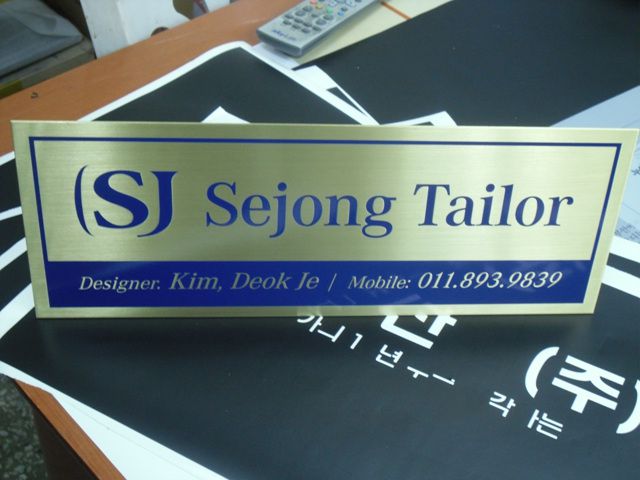 (SJ Sejong Tailor
Designer. Kim, Deok Je / Mobile: 011.893.9839
(주)